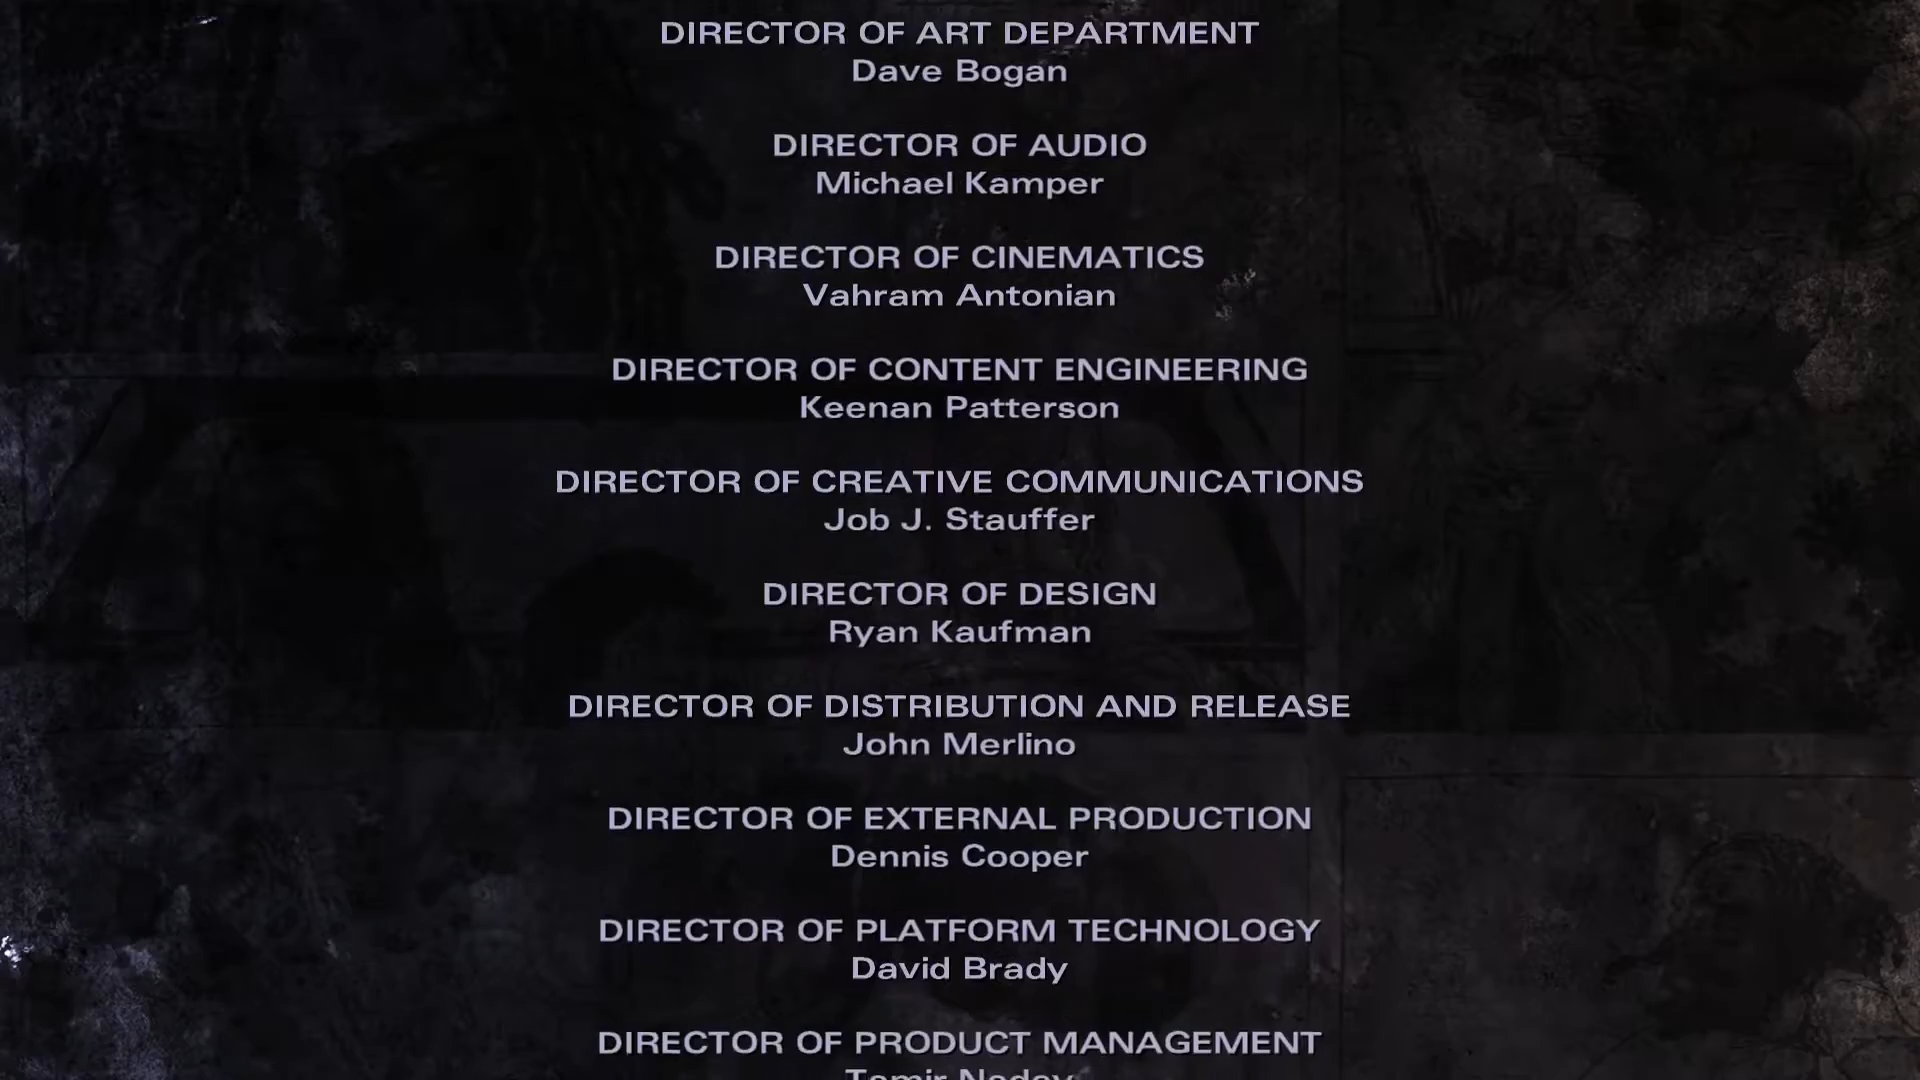 DIRECTOR OF ART DEPARTMENT
Dave Bogan
DIRECTOR OF AUDIO
Michael Kamper
DIRECTOR OF CINEMATICS
Vahram Antonian
DIRECTOR OF CONTENT ENGINEERING
Keenan Patterson
DIRECTOR OF CREATIVE COMMUNICATIONS
Job J. Stauffer
DIRECTOR OF DESIGN
Ryan Kaufman
DIRECTOR OF DISTRIBUTION AND RELEASE
John Merlino
DIRECTOR OF EXTERNAL PRODUCTION
Dennis Cooper
DIRECTOR OF PLATFORM TECHNOLOGY
David Brady
DIRECTOR OF PRODUCT MANAGEMENT